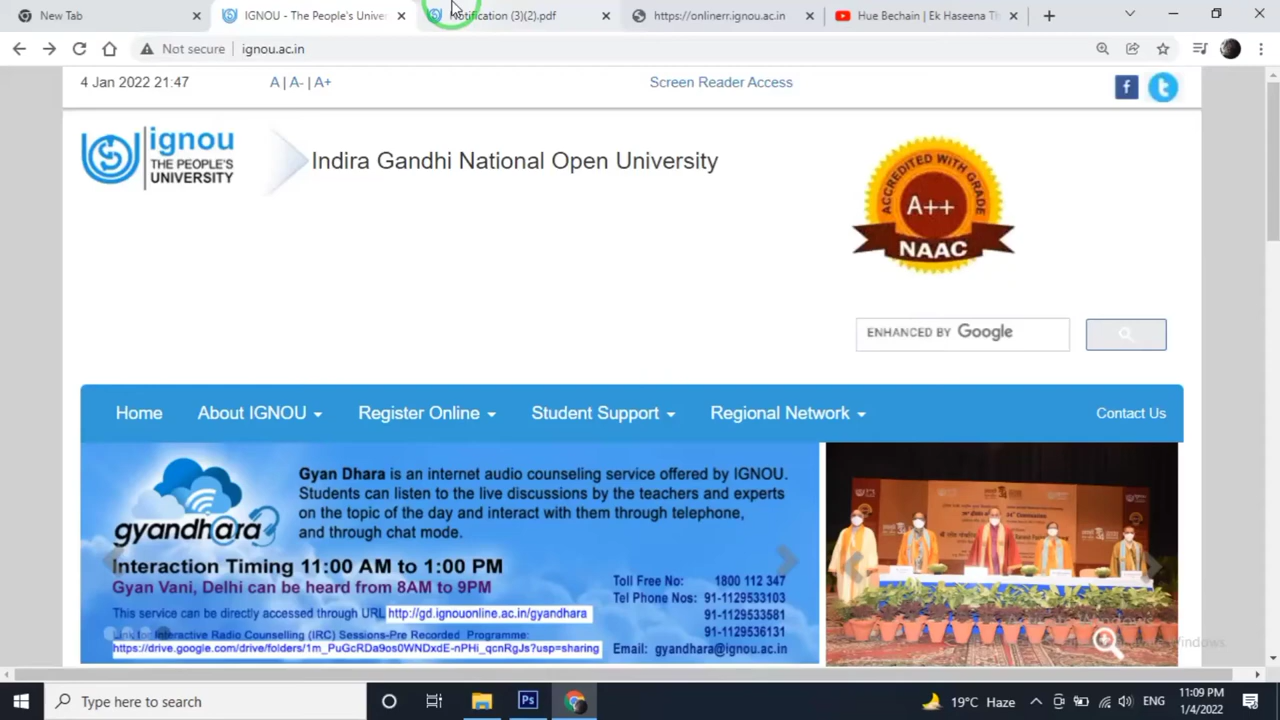 New Tab
IGNOU - The People's Univer
Notification (3)(2).pdf
https://onlinerr.ignou.ac.in
Hue Bechain | Ek Haseena Th
Not secure
ignou.ac.in
4 Jan 2022 21:47
A | A- | A+
Screen Reader Access
ignou
THE PEOPLE'S
UNIVERSITY
Indira Gandhi National Open University
ACCREDITED WITH GRADE
A++
NAAC
ENHANCED BY Google
Home
About IGNOU
Register Online
Student Support
Regional Network
Contact Us
gyandhara
Gyan Dhara is an internet audio counseling service offered by IGNOU.
Students can listen to the live discussions by the teachers and experts
on the topic of the day and interact with them through telephone,
and through chat mode.
Interaction Timing 11:00 AM to 1:00 PM
Gyan Vani, Delhi can be heard from 8AM to 9PM
This service can be directly accessed through URL http://gd.ignouonline.ac.in/gyandhara
Link for Interactive Radio Counselling (IRC) Sessions-Pre Recorded Programme:
https://drive.google.com/drive/folders/1m_PuGcRDa9os0WNDxdE-nPHi_qcnRgJs?usp=sharing
Toll Free No: 1800 112 347
Tel Phone Nos: 91-1129533103
91-1129533581
91-1129536131
Email: gyandhara@ignou.ac.in
Type here to search
19°C Haze
ENG
11:09 PM
1/4/2022